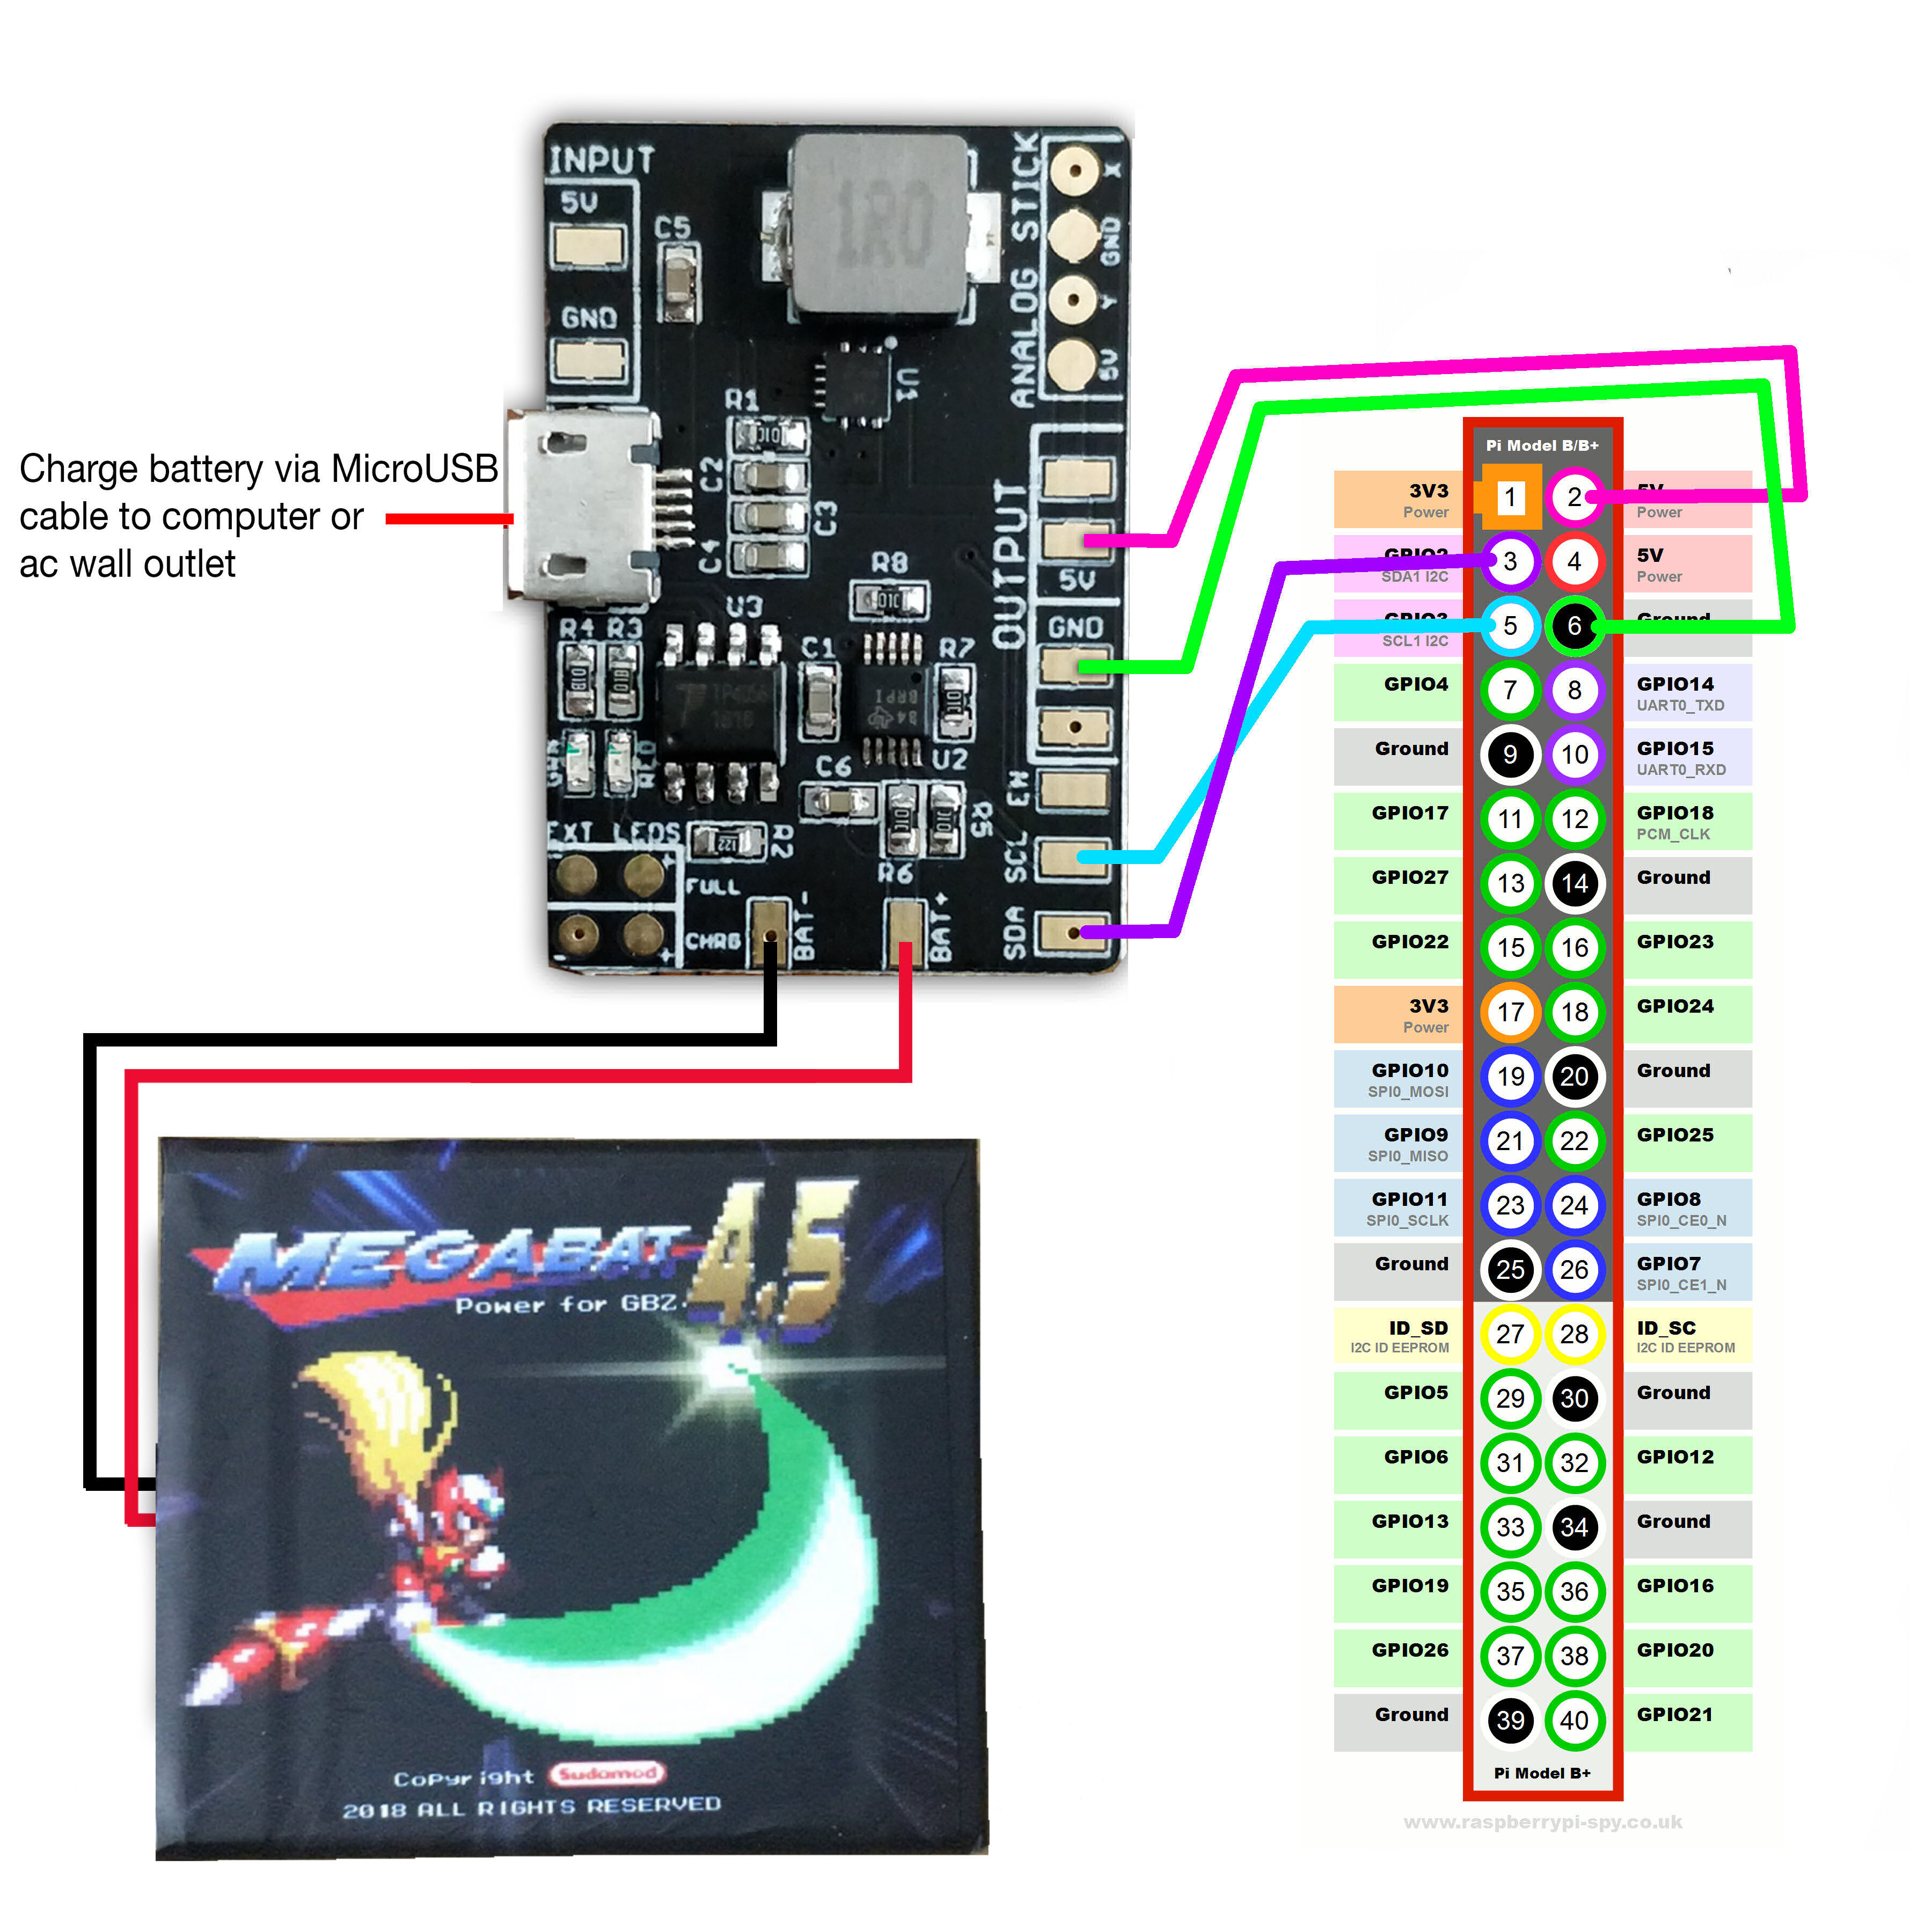 INPUT
5V
GND
C5
1R0
ANALOG STICK
X
GND
Y
5V
U1
R1
C2
C3
C4
Charge battery via MicroUSB
cable to computer or
ac wall outlet
OUTPUT
5V
GND
R8
U3
R4
R3
C1
R7
TP4056
BRPI
84
U2
GRN
RED
C6
R5
R6
R2
122
EXT LEDS
FULL
CHRG
-
+
BAT-
BAT+
EN
SCL
SDA
MEGABAT 4.5
Power for GBZ
CoPyright Sudomod
2018 ALL RIGHTS RESERVED
Pi Model B/B+
3V3 1 2 5V
Power Power
GPIO2 3 4 5V
SDA1 I2C Power
GPIO3 5 6 Ground
SCL1 I2C
GPIO4 7 8 GPIO14
UART0_TXD
Ground 9 10 GPIO15
UART0_RXD
GPIO17 11 12 GPIO18
PCM_CLK
GPIO27 13 14 Ground
GPIO22 15 16 GPIO23
3V3 17 18 GPIO24
Power
GPIO10 19 20 Ground
SPI0_MOSI
GPIO9 21 22 GPIO25
SPI0_MISO
GPIO11 23 24 GPIO8
SPI0_SCLK SPI0_CE0_N
Ground 25 26 GPIO7
SPI0_CE1_N
ID_SD 27 28 ID_SC
I2C ID EEPROM I2C ID EEPROM
GPIO5 29 30 Ground
GPIO6 31 32 GPIO12
GPIO13 33 34 Ground
GPIO19 35 36 GPIO16
GPIO26 37 38 GPIO20
Ground 39 40 GPIO21
Pi Model B+
www.raspberrypi-spy.co.uk